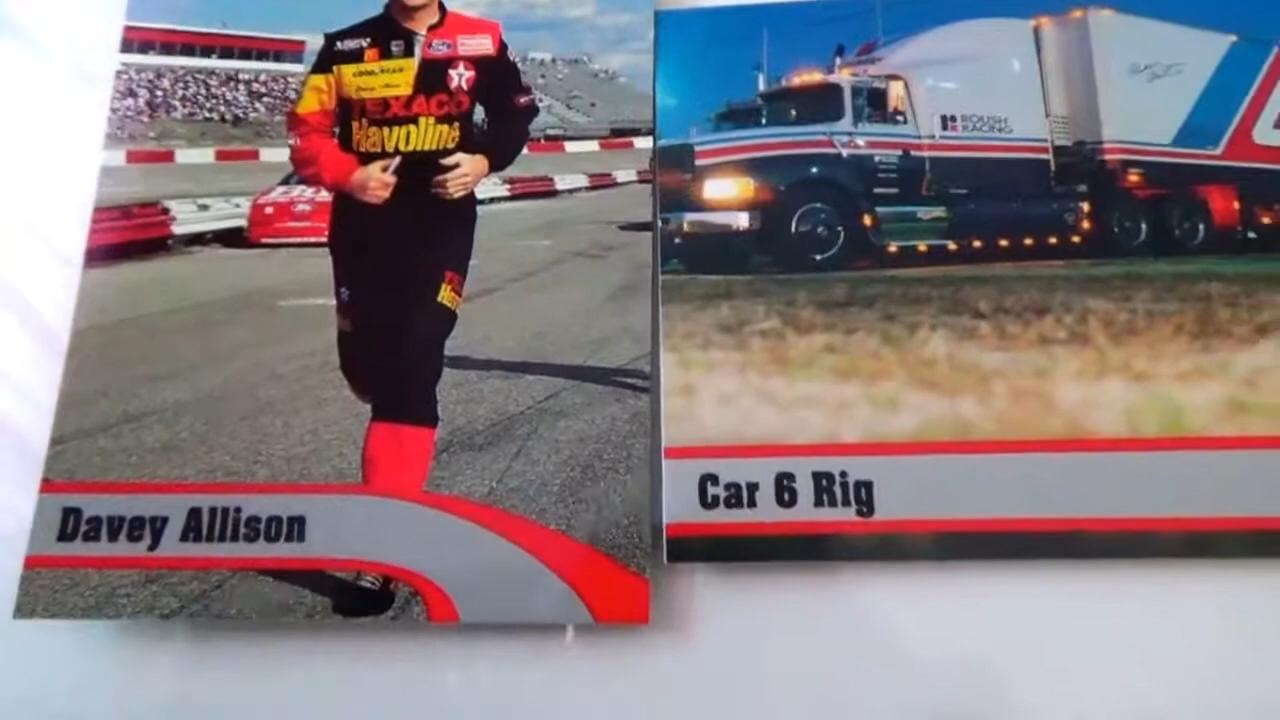 GOODYEAR
TEXACO
Havoline
Davey Allison
ROUSH
RACING
Car 6 Rig